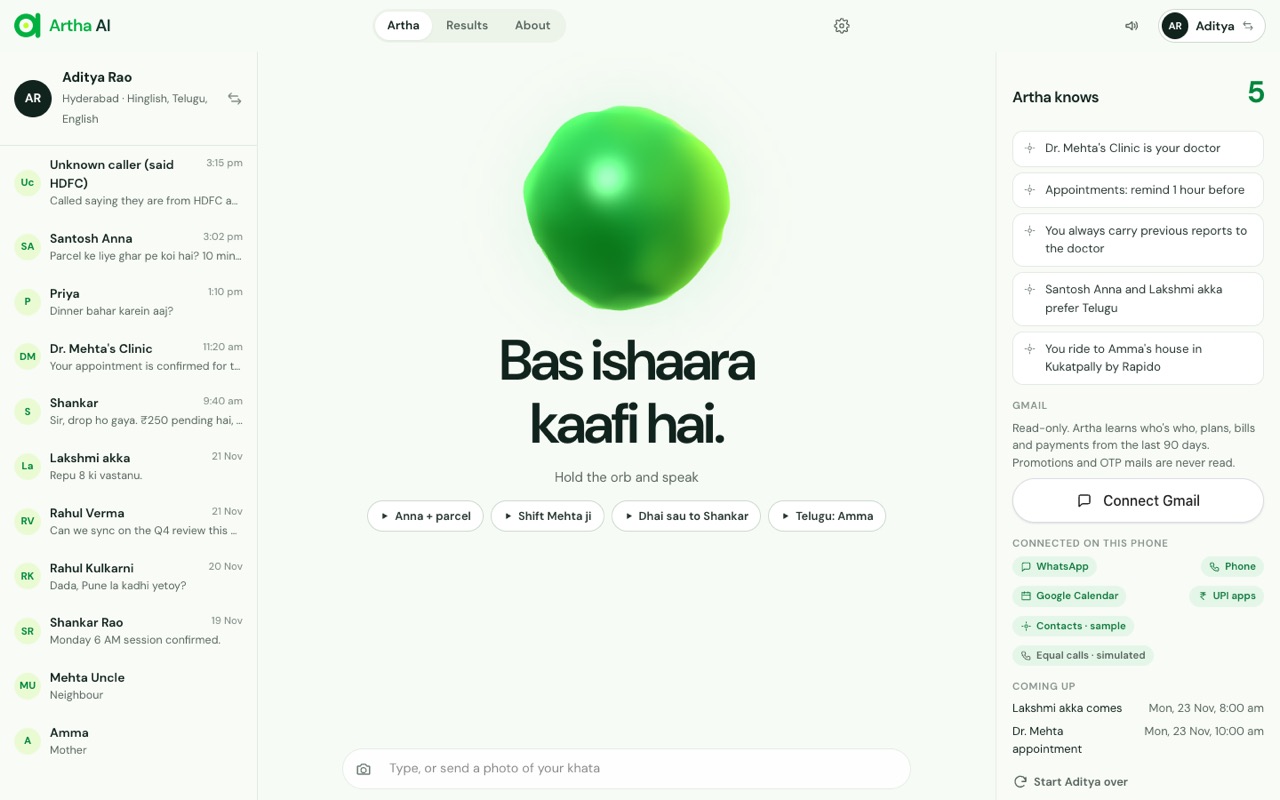 Artha AI
Artha
Results
About
AR
Aditya
AR
Aditya Rao
Hyderabad · Hinglish, Telugu,
English
Uc
Unknown caller (said
HDFC)
3:15 pm
Called saying they are from HDFC a...
SA
Santosh Anna
3:02 pm
Parcel ke liye ghar pe koi hai? 10 min...
P
Priya
1:10 pm
Dinner bahar karein aaj?
DM
Dr. Mehta's Clinic
11:20 am
Your appointment is confirmed for t...
S
Shankar
9:40 am
Sir, drop ho gaya. ₹250 pending hai, ...
La
Lakshmi akka
21 Nov
Repu 8 ki vastanu.
RV
Rahul Verma
21 Nov
Can we sync on the Q4 review this ...
RK
Rahul Kulkarni
20 Nov
Dada, Pune la kadhi yetoy?
SR
Shankar Rao
19 Nov
Monday 6 AM session confirmed.
MU
Mehta Uncle
Neighbour
A
Amma
Mother
Bas ishaara
kaafi hai.
Hold the orb and speak
Anna + parcel
Shift Mehta ji
Dhai sau to Shankar
Telugu: Amma
Type, or send a photo of your khata
Artha knows
5
Dr. Mehta's Clinic is your doctor
Appointments: remind 1 hour before
You always carry previous reports to
the doctor
Santosh Anna and Lakshmi akka
prefer Telugu
You ride to Amma's house in
Kukatpally by Rapido
GMAIL
Read-only. Artha learns who's who, plans, bills
and payments from the last 90 days.
Promotions and OTP mails are never read.
Connect Gmail
CONNECTED ON THIS PHONE
WhatsApp
Phone
Google Calendar
₹ UPI apps
Contacts · sample
Equal calls · simulated
COMING UP
Lakshmi akka comes
Mon, 23 Nov, 8:00 am
Dr. Mehta
appointment
Mon, 23 Nov, 10:00 am
Start Aditya over